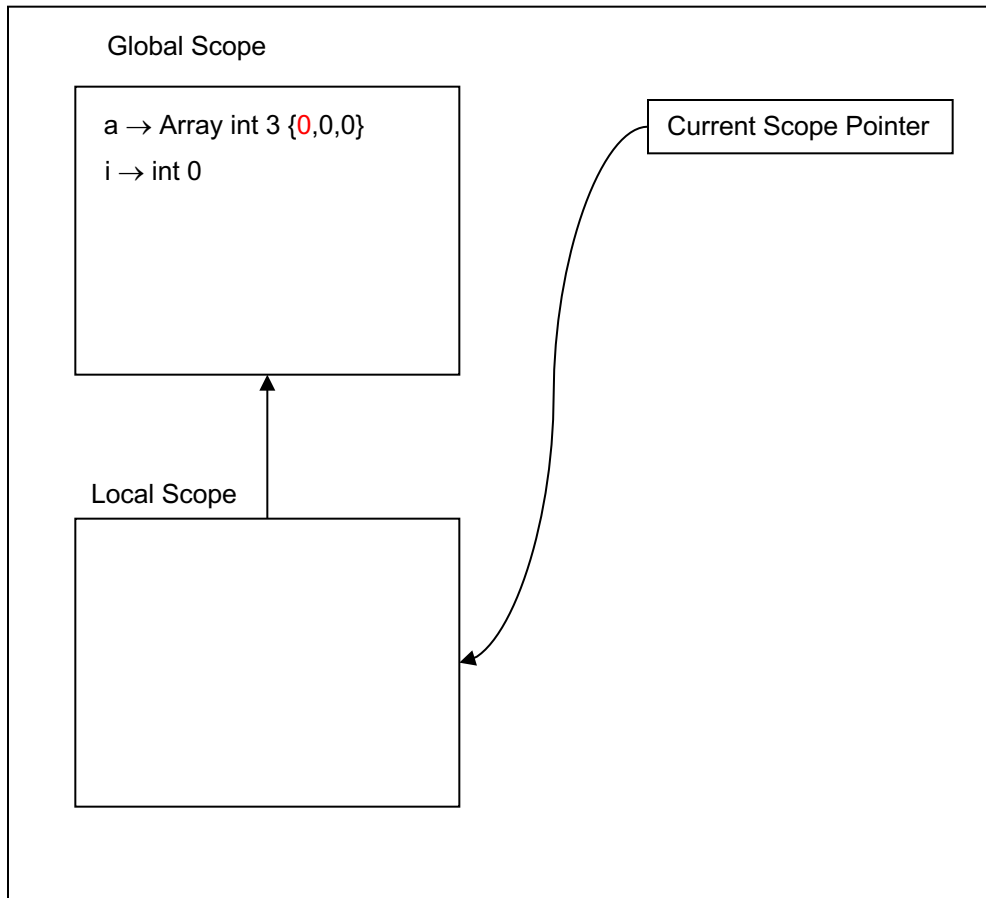 Global Scope
a → Array int 3 {0,0,0}
i → int 0
Current Scope Pointer
Local Scope